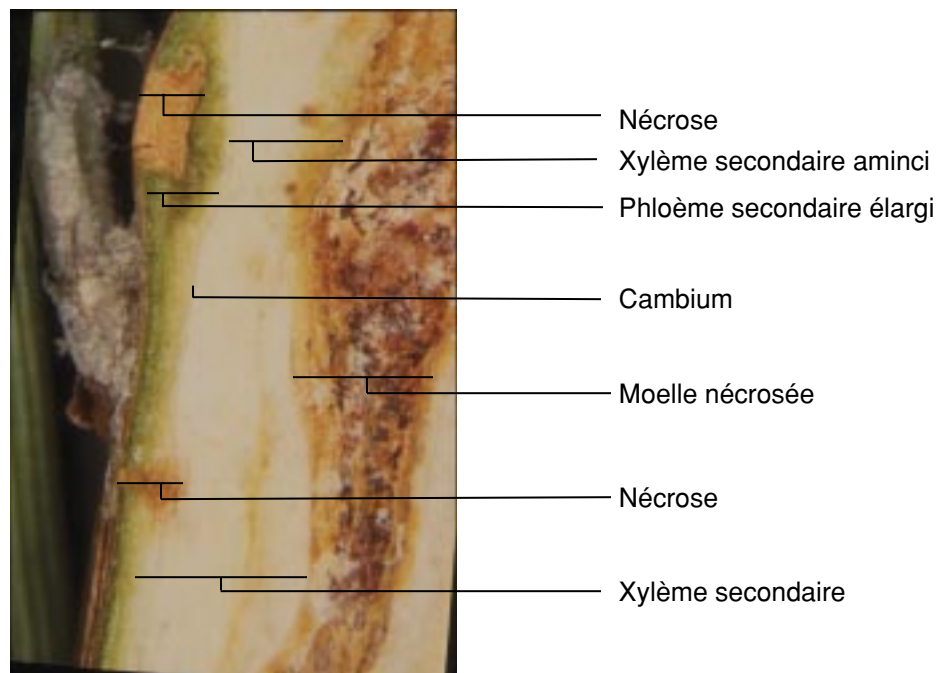 Nécrose
Xylème secondaire aminci
Phloème secondaire élargi
Cambium
Moelle nécrosée
Nécrose
Xylème secondaire